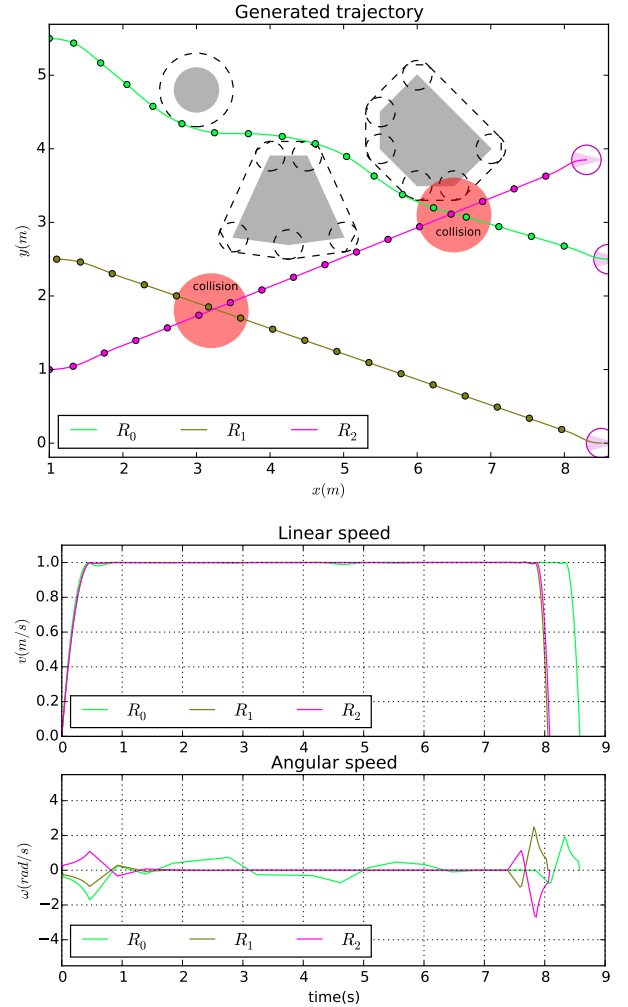 Generated trajectory
5
4
3
2
1
0
y(m)
collision
collision
R₀ R₁ R₂
1 2 3 4 5 6 7 8
x(m)
Linear speed
1.0
0.8
0.6
0.4
0.2
0.0
v(m/s)
R₀ R₁ R₂
0 1 2 3 4 5 6 7 8 9
Angular speed
4
2
0
−2
−4
ω(rad/s)
R₀ R₁ R₂
0 1 2 3 4 5 6 7 8 9
time(s)